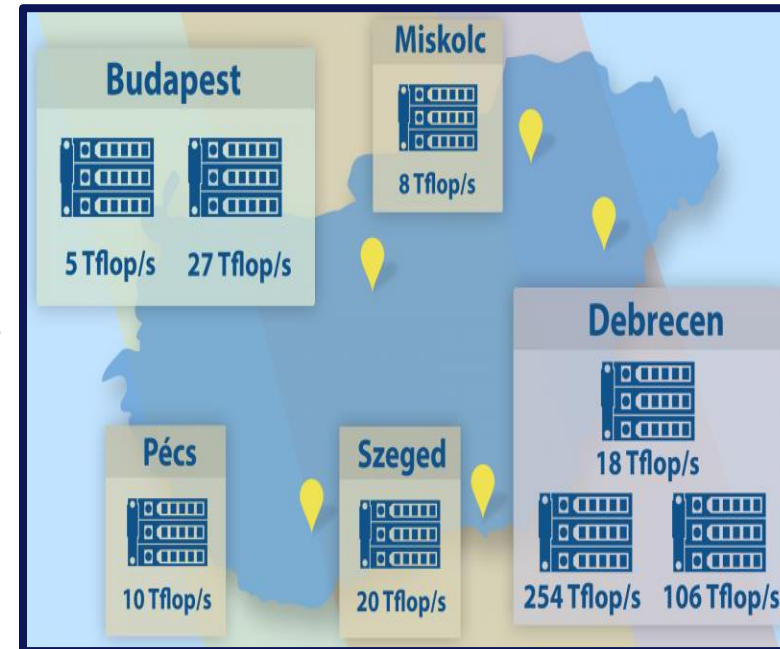 Miskolc
8 Tflop/s
Budapest
5 Tflop/s 27 Tflop/s
Debrecen
18 Tflop/s
254 Tflop/s 106 Tflop/s
Pécs
10 Tflop/s
Szeged
20 Tflop/s